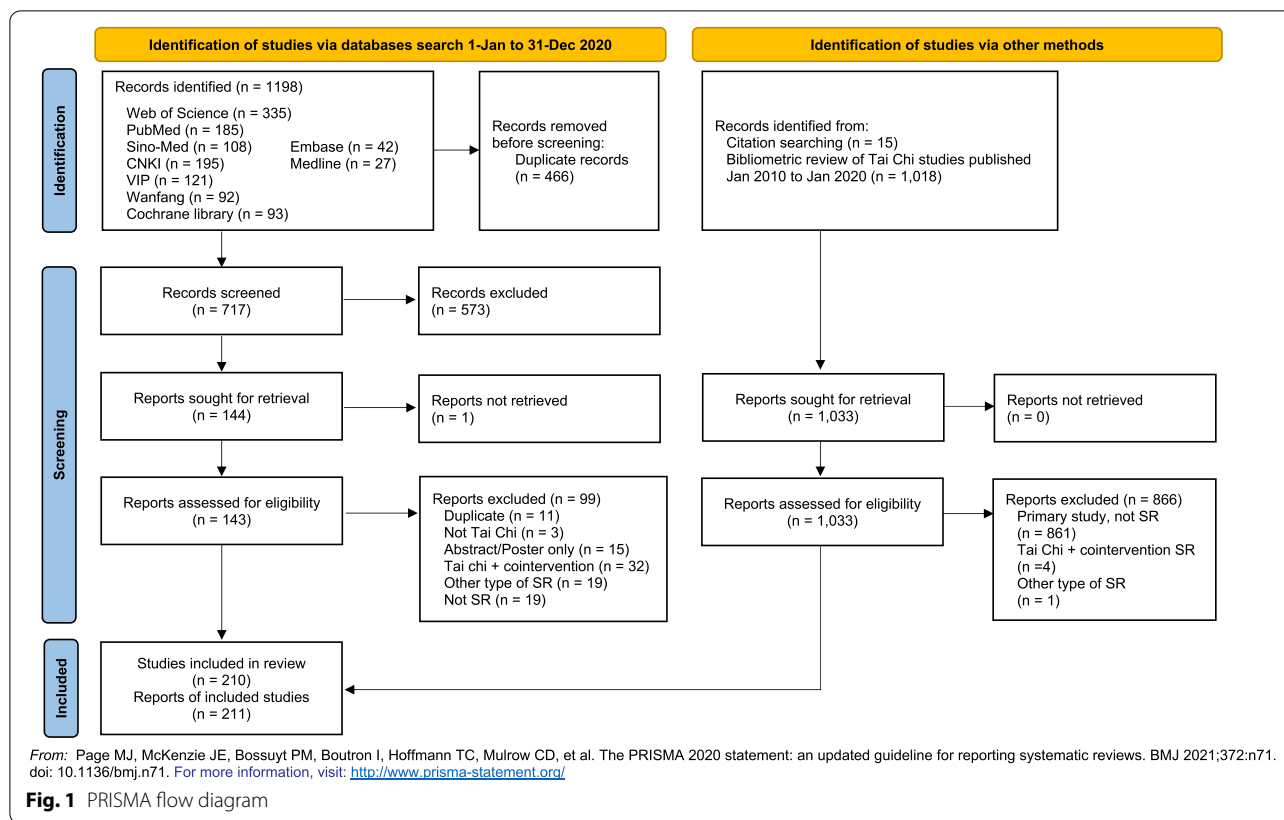 Identification of studies via databases search 1-Jan to 31-Dec 2020
Identification of studies via other methods
Identification
Records identified (n = 1198)
Web of Science (n = 335)
PubMed (n = 185)
Sino-Med (n = 108)
Embase (n = 42)
CNKI (n = 195)
Medline (n = 27)
VIP (n = 121)
Wanfang (n = 92)
Cochrane library (n = 93)
Records removed
before screening:
Duplicate records
(n = 466)
Records identified from:
Citation searching (n = 15)
Bibliometric review of Tai Chi studies published
Jan 2010 to Jan 2020 (n = 1,018)
Screening
Records screened
(n = 717)
Records excluded
(n = 573)
Reports sought for retrieval
(n = 144)
Reports not retrieved
(n = 1)
Reports sought for retrieval
(n = 1,033)
Reports not retrieved
(n = 0)
Reports assessed for eligibility
(n = 143)
Reports excluded (n = 99)
Duplicate (n = 11)
Not Tai Chi (n = 3)
Abstract/Poster only (n = 15)
Tai chi + cointervention (n = 32)
Other type of SR (n = 19)
Not SR (n = 19)
Reports assessed for eligibility
(n = 1,033)
Reports excluded (n = 866)
Primary study, not SR
(n = 861)
Tai Chi + cointervention SR
(n =4)
Other type of SR
(n = 1)
Included
Studies included in review
(n = 210)
Reports of included studies
(n = 211)
From: Page MJ, McKenzie JE, Bossuyt PM, Boutron I, Hoffmann TC, Mulrow CD, et al. The PRISMA 2020 statement: an updated guideline for reporting systematic reviews. BMJ 2021;372:n71.
doi: 10.1136/bmj.n71. For more information, visit: http://www.prisma-statement.org/
Fig. 1 PRISMA flow diagram